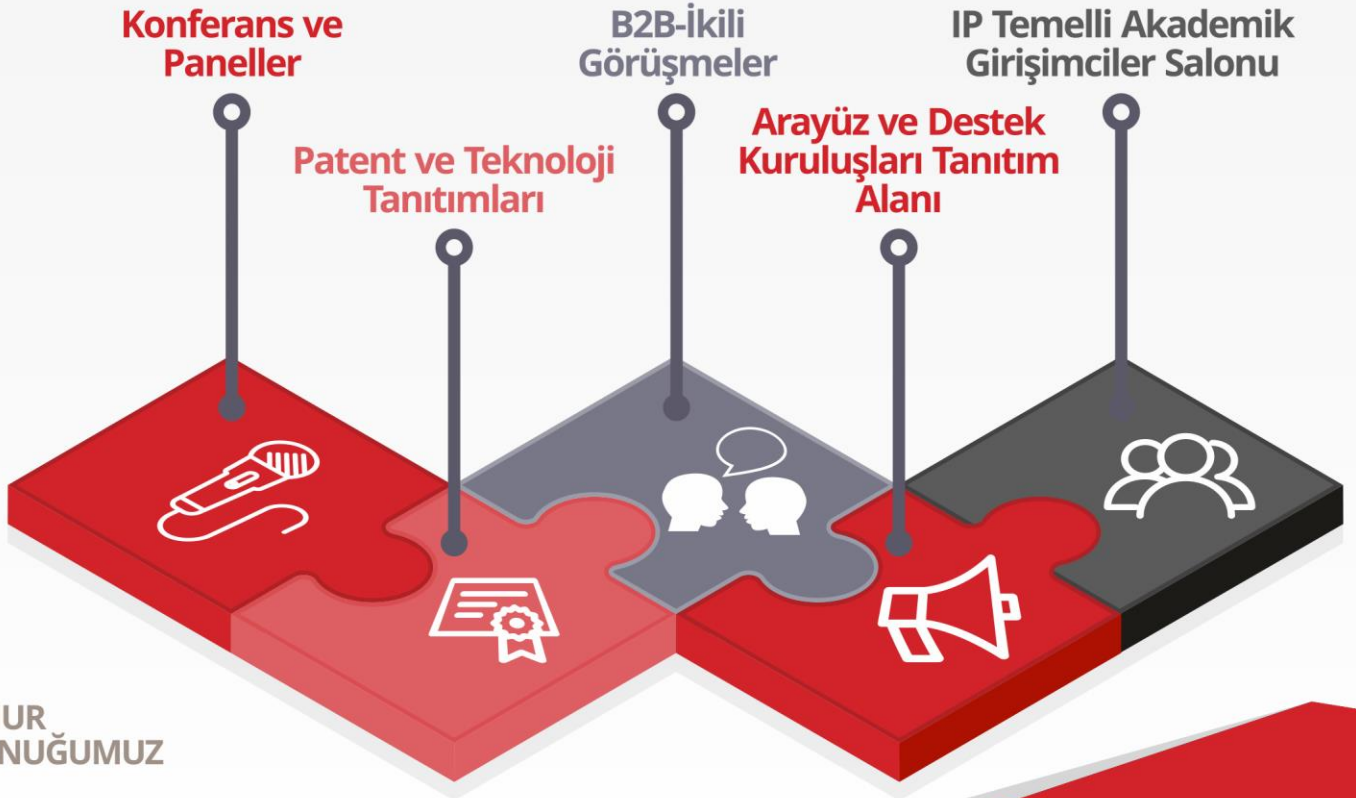 Konferans ve
Paneller
Patent ve Teknoloji
Tanıtımları
B2B-İkili
Görüşmeler
Arayüz ve Destek
Kuruluşları Tanıtım
Alanı
IP Temelli Akademik
Girişimciler Salonu
UR
NUĞUMUZ